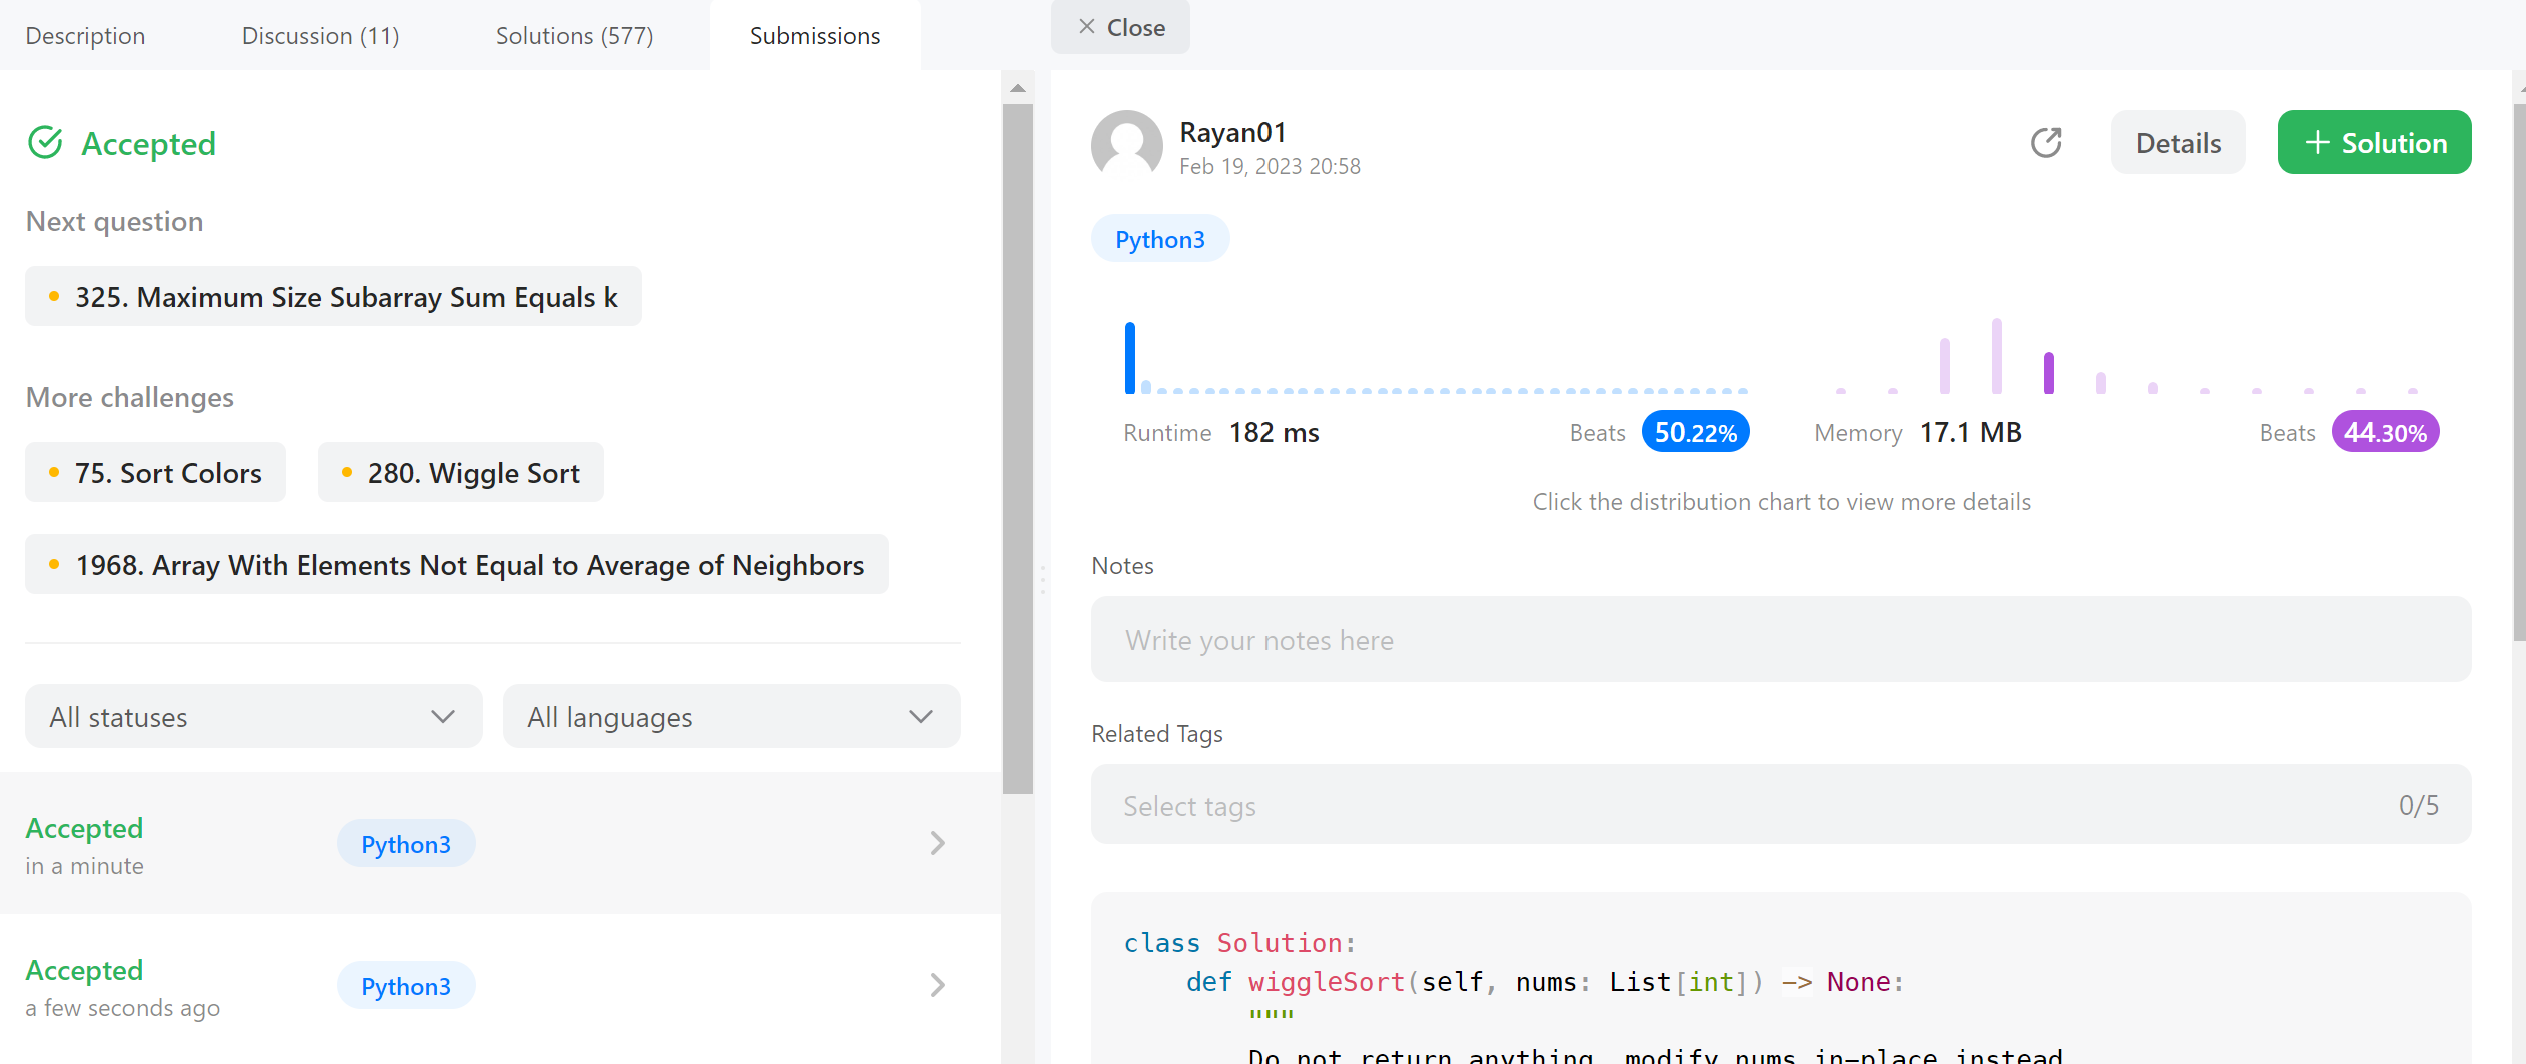 Description
Discussion (11)
Solutions (577)
Submissions
Accepted
Next question
325. Maximum Size Subarray Sum Equals k
More challenges
75. Sort Colors
280. Wiggle Sort
1968. Array With Elements Not Equal to Average of Neighbors
All statuses
All languages
Accepted
in a minute
Python3
Accepted
a few seconds ago
Python3
Close
Rayan01
Feb 19, 2023 20:58
Details
+ Solution
Python3
Runtime 182 ms
Beats 50.22%
Memory 17.1 MB
Beats 44.30%
Click the distribution chart to view more details
Notes
Write your notes here
Related Tags
Select tags
0/5
class Solution:
def wiggleSort(self, nums: List[int]) -> None:
"""
Do not return anything, modify nums in-place instead.